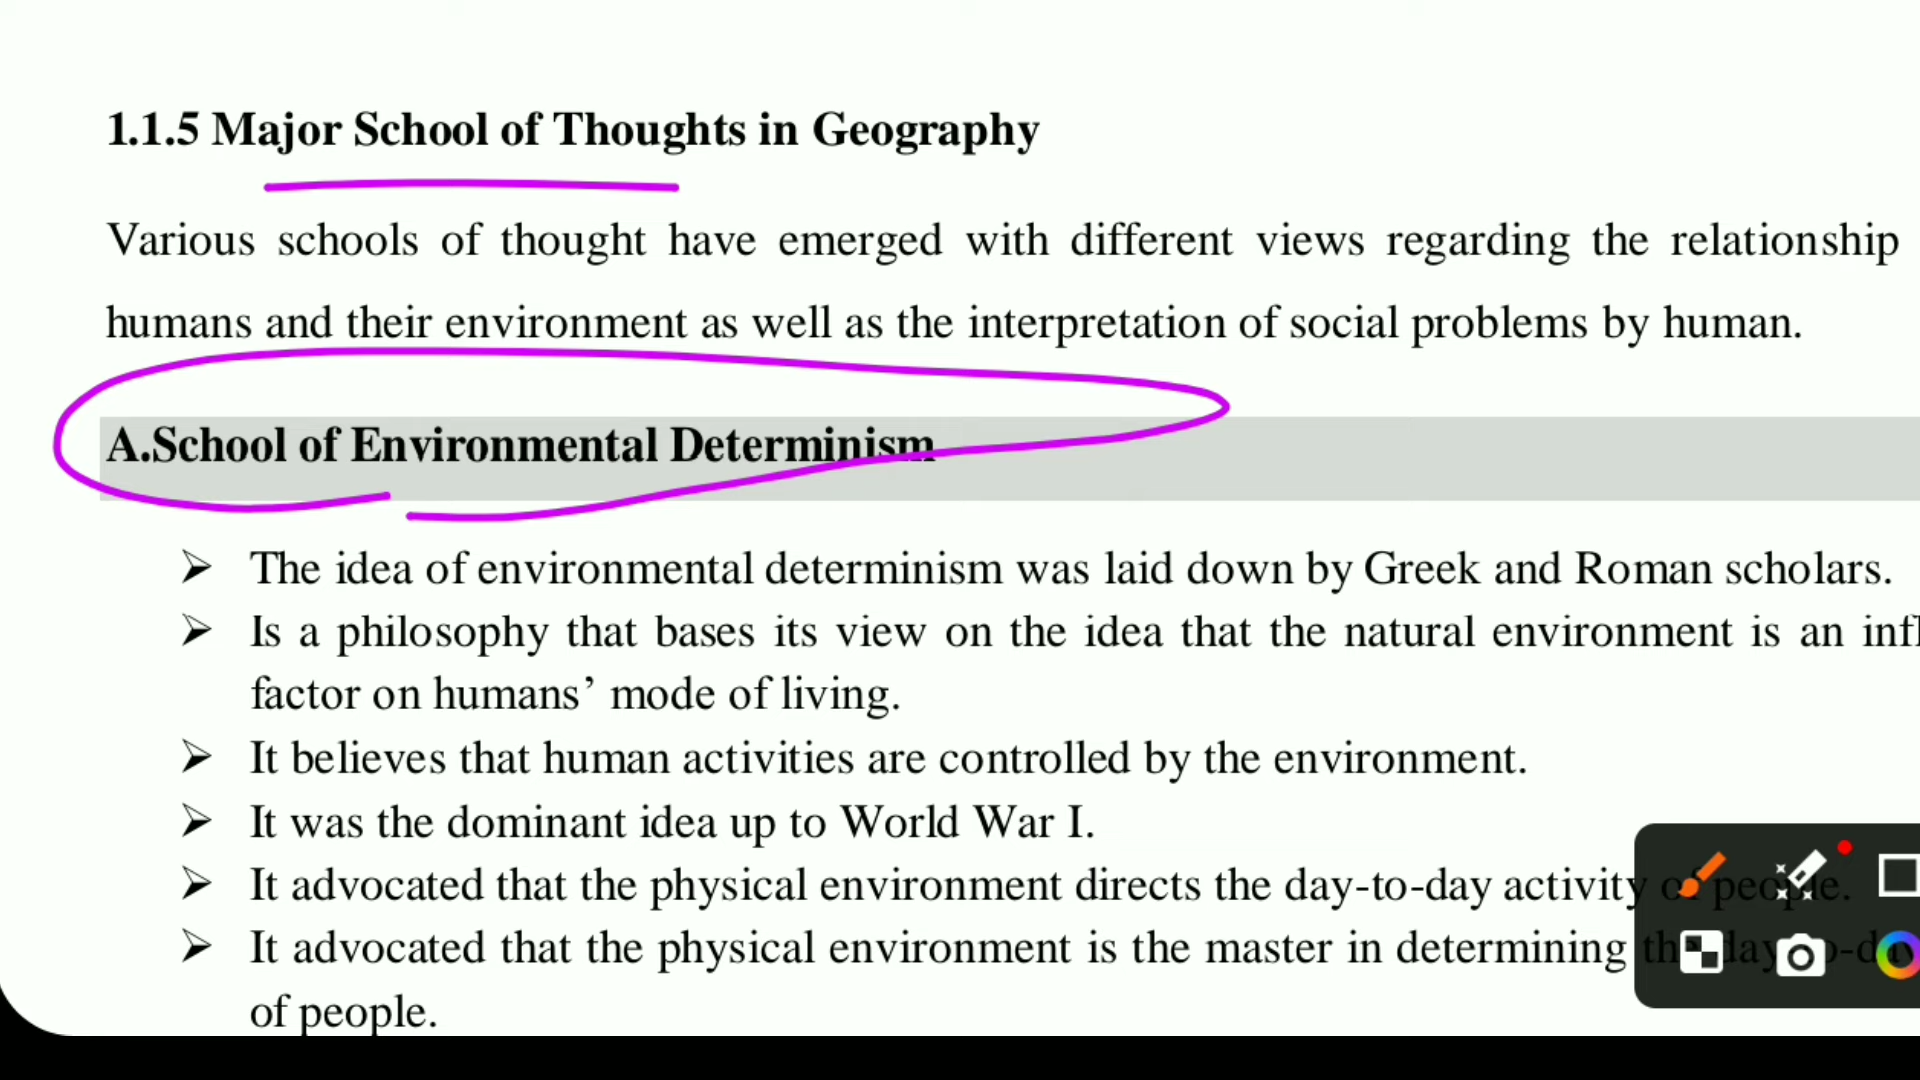 1.1.5 Major School of Thoughts in Geography
Various schools of thought have emerged with different views regarding the relationship
humans and their environment as well as the interpretation of social problems by human.
A.School of Environmental Determinism
➢ The idea of environmental determinism was laid down by Greek and Roman scholars.
➢ Is a philosophy that bases its view on the idea that the natural environment is an
factor on humans’ mode of living.
➢ It believes that human activities are controlled by the environment.
➢ It was the dominant idea up to World War I.
➢ It advocated that the physical environment directs the day-to-day activity of people.
➢ It advocated that the physical environment is the master in determining
of people.